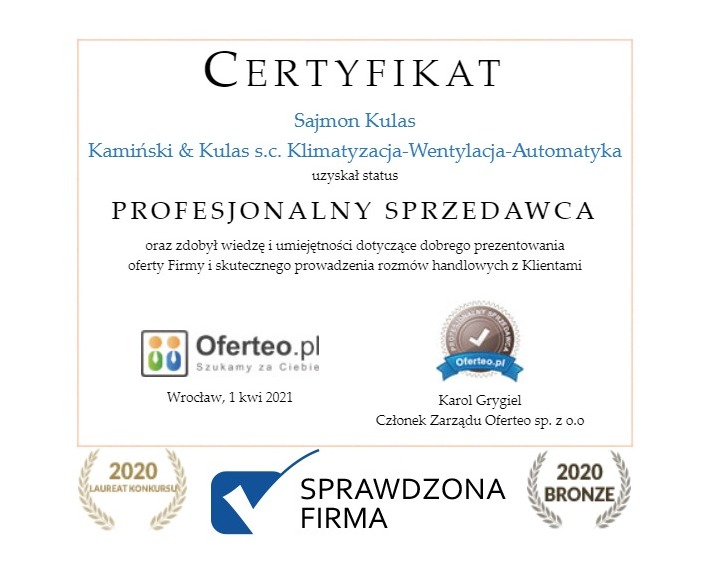 CERTYFIKAT
Sajmon Kulas
Kamiński & Kulas s.c. Klimatyzacja-Wentylacja-Automatyka
uzyskał status
PROFESJONALNY SPRZEDAWCA
oraz zdobył wiedzę i umiejętności dotyczące dobrego prezentowania
oferty Firmy i skutecznego prowadzenia rozmów handlowych z Klientami
Oferteo.pl
Szukamy za Ciebie
Wrocław, 1 kwi 2021
PROFESJONALNY SPRZEDAWCA
Oferteo.pl
Karol Grygiel
Członek Zarządu Oferteo sp. z o.o
2020
LAUREAT KONKURSU
SPRAWDZONA
FIRMA
2020
BRONZE